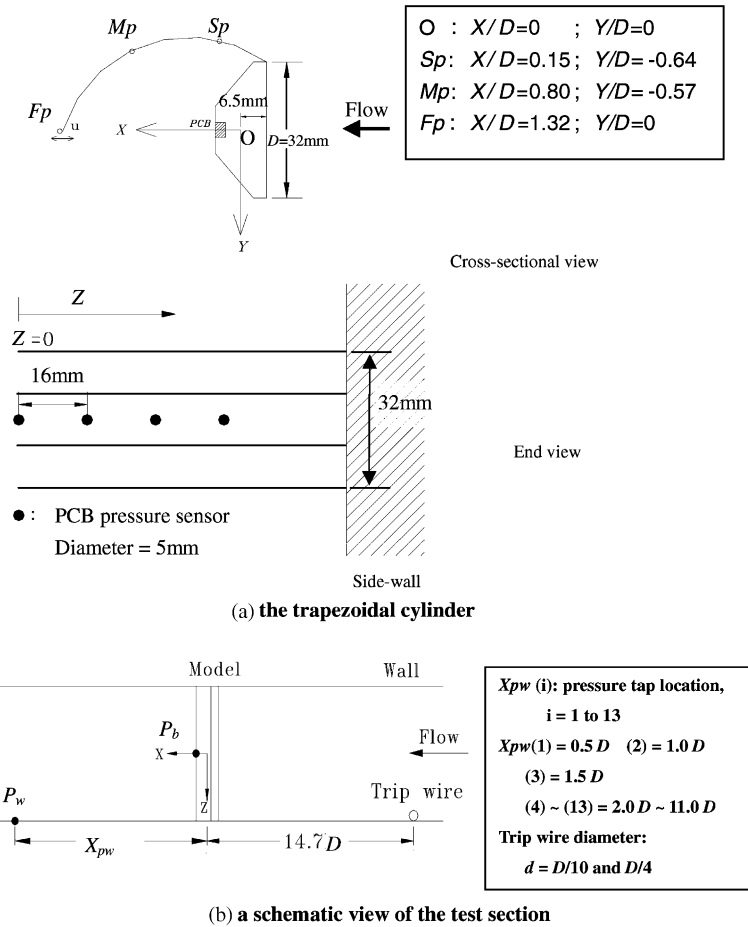 Mp
Sp
Fp
u
6.5mm
X
PCB
O
D=32mm
Y
Flow
O : X/D=0 ; Y/D=0
Sp: X/D=0.15; Y/D= -0.64
Mp: X/D=0.80; Y/D= -0.57
Fp: X/D=1.32; Y/D=0
Cross-sectional view
Z
Z =0
16mm
32mm
End view
●: PCB pressure sensor
Diameter = 5mm
Side-wall
(a) the trapezoidal cylinder
Model
Wall
Pb
X
Flow
Z
Trip wire
Pw
Xpw
14.7D
Xpw (i): pressure tap location,
i = 1 to 13
Xpw(1) = 0.5 D (2) = 1.0 D
(3) = 1.5 D
(4) ~ (13) = 2.0 D ~ 11.0 D
Trip wire diameter:
d = D/10 and D/4
(b) a schematic view of the test section